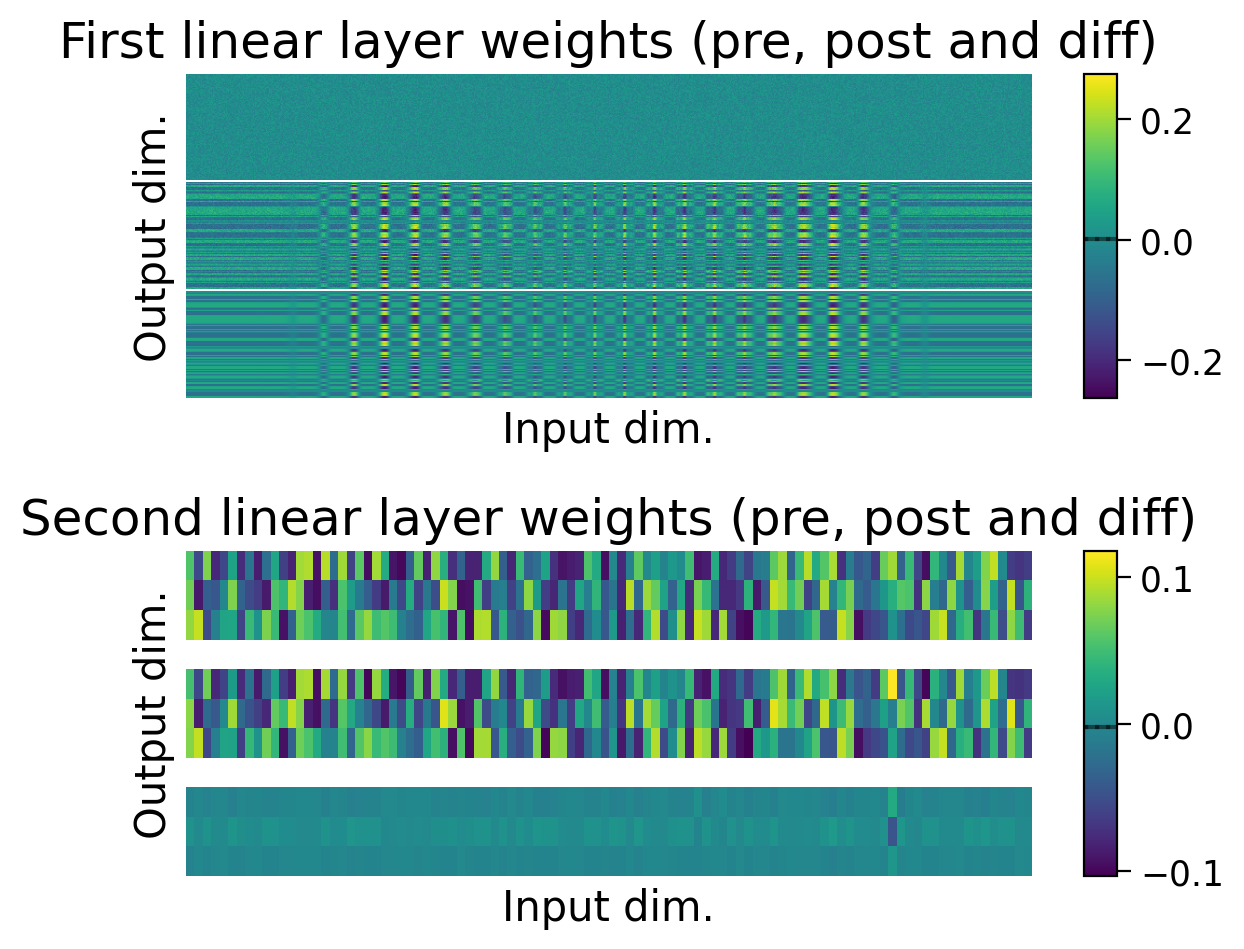 First linear layer weights (pre, post and diff)
Output dim.
0.2
0.0
−0.2
Input dim.
Second linear layer weights (pre, post and diff)
Output dim.
0.1
0.0
−0.1
Input dim.